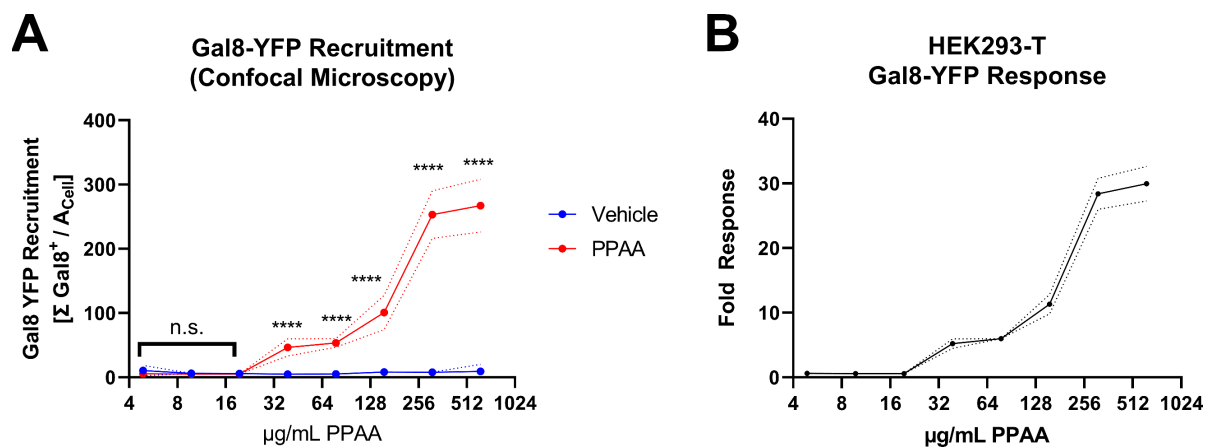 A
Gal8-YFP Recruitment
(Confocal Microscopy)
Gal8 YFP Recruitment
[Σ Gal8+ / ACell]
400
300
200
100
0
n.s.
****
****
****
****
****
4
8
16
32
64
128
256
512
1024
µg/mL PPAA
Vehicle
PPAA
B
HEK293-T
Gal8-YFP Response
Fold Response
40
30
20
10
0
4
8
16
32
64
128
256
512
1024
µg/mL PPAA